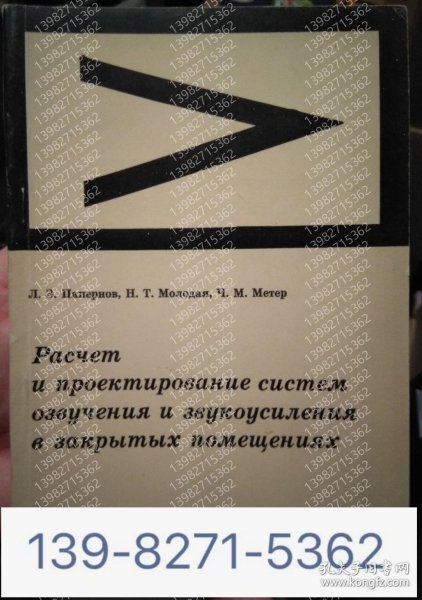 Л. З. Папернов, Н. Т. Молодая, Ч. М. Метер
Расчет
и проектирование систем
озвучения и звукоусиления
в закрытых помещениях
139-8271-5362
孔夫子旧书网
www.kongfz.com
13982715362